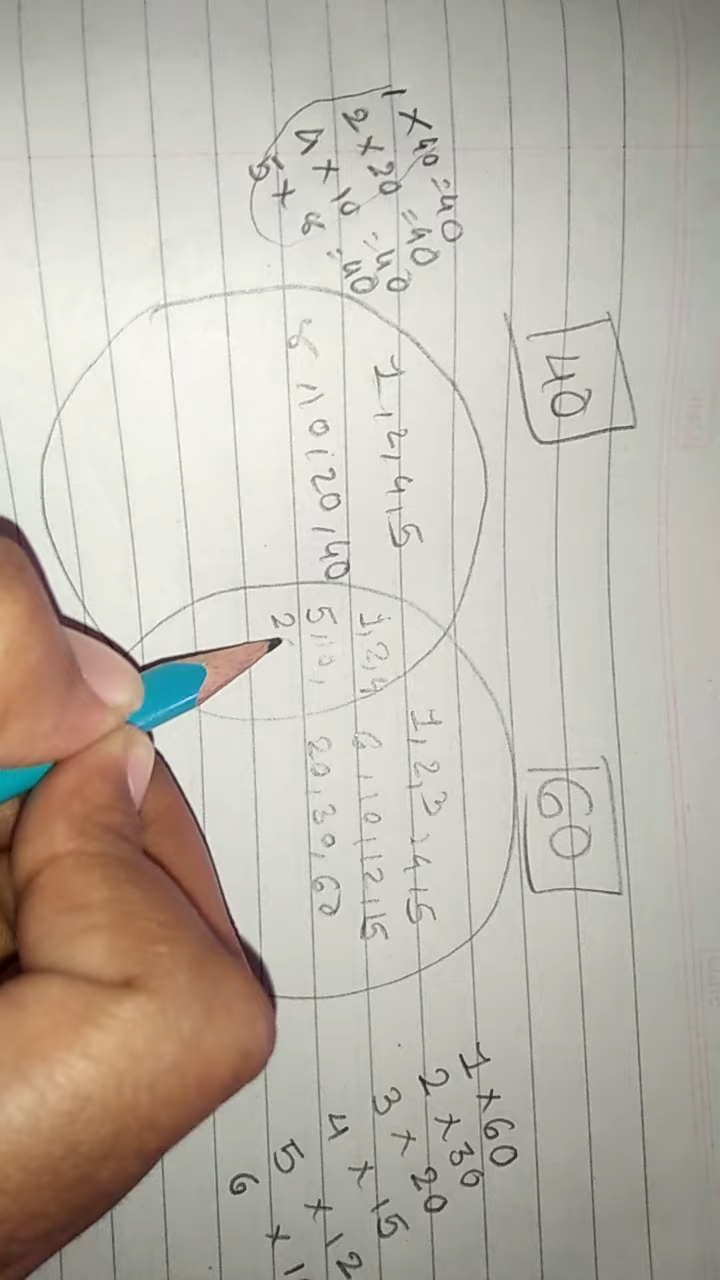 40
1 × 40 = 40
2 × 20 = 40
4 × 10 = 40
5 × 8 = 40
1, 2, 4, 5
8, 10, 20, 40
1, 2, 4
5, 10,
2
60
1, 2, 3, 4, 5
6, 10, 12, 15
20, 30, 60
1 × 60
2 × 30
3 × 20
4 × 15
5 × 12
6 × 1